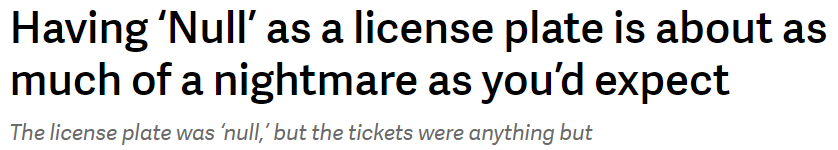 Having ‘Null’ as a license plate is about as
much of a nightmare as you’d expect
The license plate was ‘null,’ but the tickets were anything but